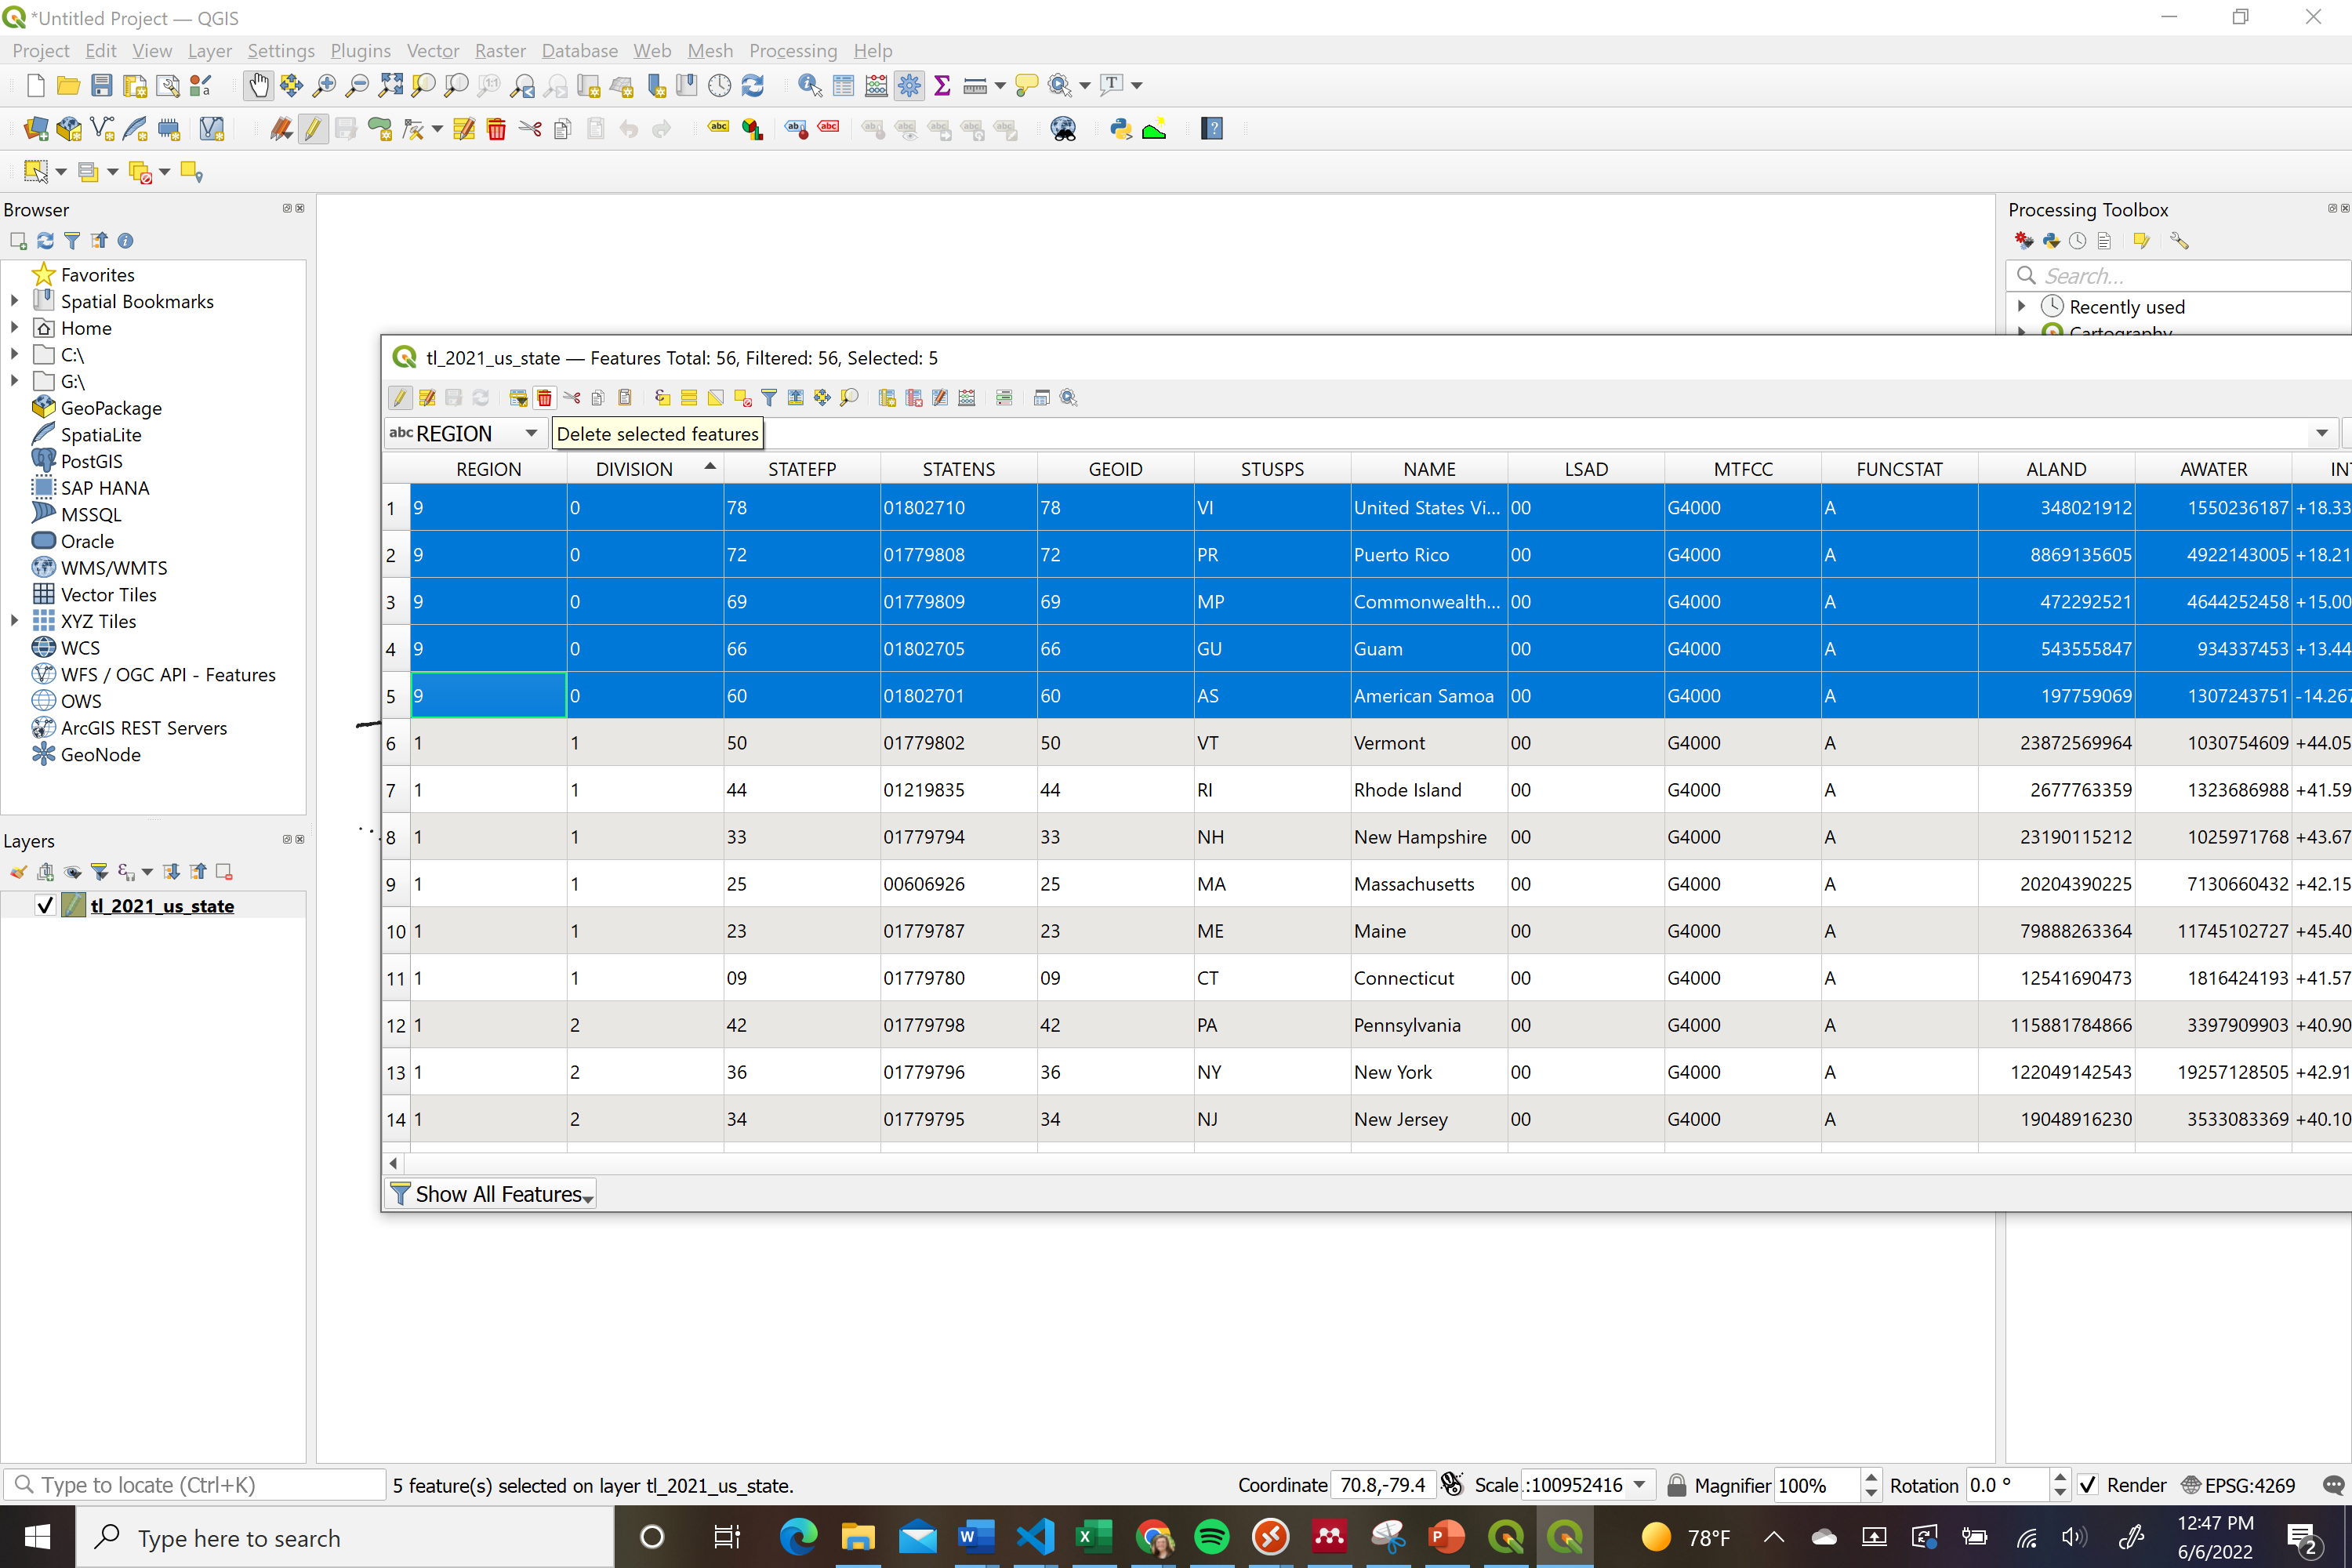 *Untitled Project — QGIS
Project Edit View Layer Settings Plugins Vector Raster Database Web Mesh Processing Help
Browser
Favorites
Spatial Bookmarks
Home
C:\
G:\
GeoPackage
SpatiaLite
PostGIS
SAP HANA
MSSQL
Oracle
WMS/WMTS
Vector Tiles
XYZ Tiles
WCS
WFS / OGC API - Features
OWS
ArcGIS REST Servers
GeoNode
Layers
tl_2021_us_state
Processing Toolbox
Search...
Recently used
Cartography
tl_2021_us_state — Features Total: 56, Filtered: 56, Selected: 5
abc REGION
Delete selected features
REGION DIVISION STATEFP STATENS GEOID STUSPS NAME LSAD MTFCC FUNCSTAT ALAND AWATER INT
1 9 0 78 01802710 78 VI United States Vi... 00 G4000 A 348021912 1550236187 +18.33
2 9 0 72 01779808 72 PR Puerto Rico 00 G4000 A 8869135605 4922143005 +18.21
3 9 0 69 01779809 69 MP Commonwealth... 00 G4000 A 472292521 4644252458 +15.00
4 9 0 66 01802705 66 GU Guam 00 G4000 A 543555847 934337453 +13.44
5 9 0 60 01802701 60 AS American Samoa 00 G4000 A 197759069 1307243751 -14.267
6 1 1 50 01779802 50 VT Vermont 00 G4000 A 23872569964 1030754609 +44.05
7 1 1 44 01219835 44 RI Rhode Island 00 G4000 A 2677763359 1323686988 +41.59
8 1 1 33 01779794 33 NH New Hampshire 00 G4000 A 23190115212 1025971768 +43.67
9 1 1 25 00606926 25 MA Massachusetts 00 G4000 A 20204390225 7130660432 +42.15
10 1 1 23 01779787 23 ME Maine 00 G4000 A 79888263364 11745102727 +45.40
11 1 1 09 01779780 09 CT Connecticut 00 G4000 A 12541690473 1816424193 +41.57
12 1 2 42 01779798 42 PA Pennsylvania 00 G4000 A 115881784866 3397909903 +40.90
13 1 2 36 01779796 36 NY New York 00 G4000 A 122049142543 19257128505 +42.91
14 1 2 34 01779795 34 NJ New Jersey 00 G4000 A 19048916230 3533083369 +40.10
Show All Features
Type to locate (Ctrl+K) 5 feature(s) selected on layer tl_2021_us_state. Coordinate 70.8,-79.4 Scale :100952416 Magnifier 100% Rotation 0.0 ° Render EPSG:4269
Type here to search 78°F 12:47 PM
6/6/2022 2